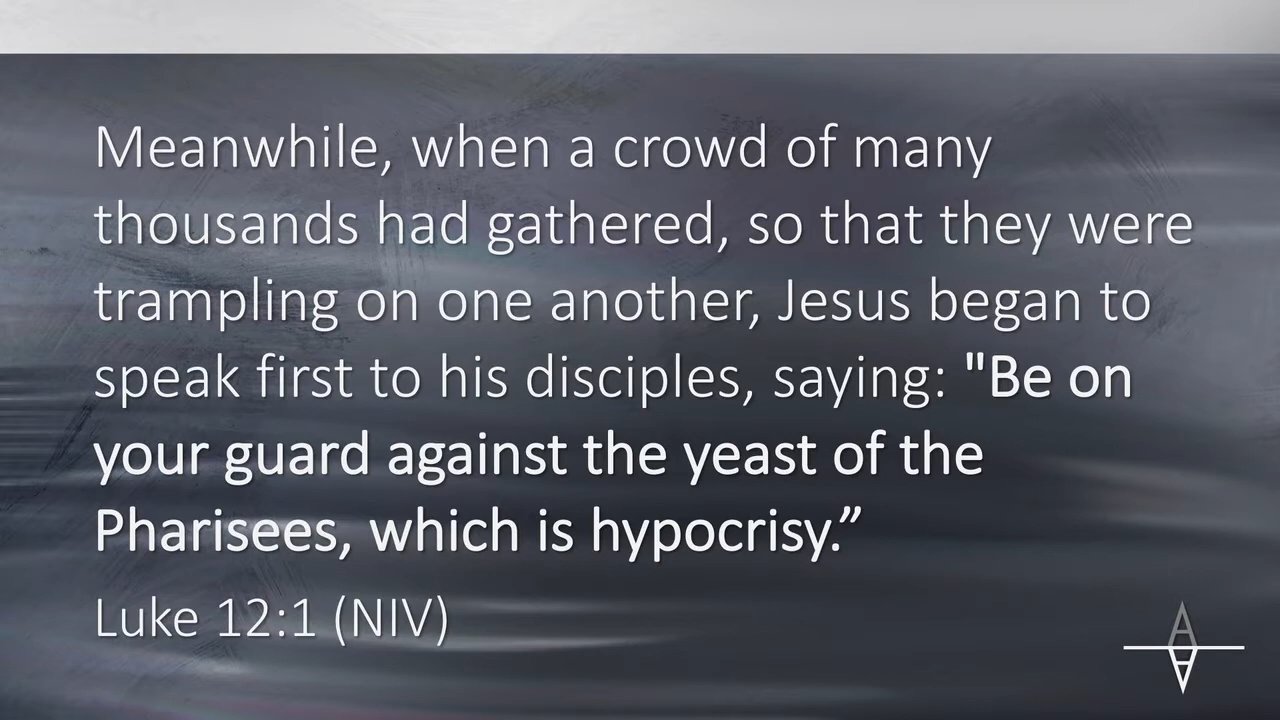 Meanwhile, when a crowd of many
thousands had gathered, so that they were
trampling on one another, Jesus began to
speak first to his disciples, saying: "Be on
your guard against the yeast of the
Pharisees, which is hypocrisy.”
Luke 12:1 (NIV)